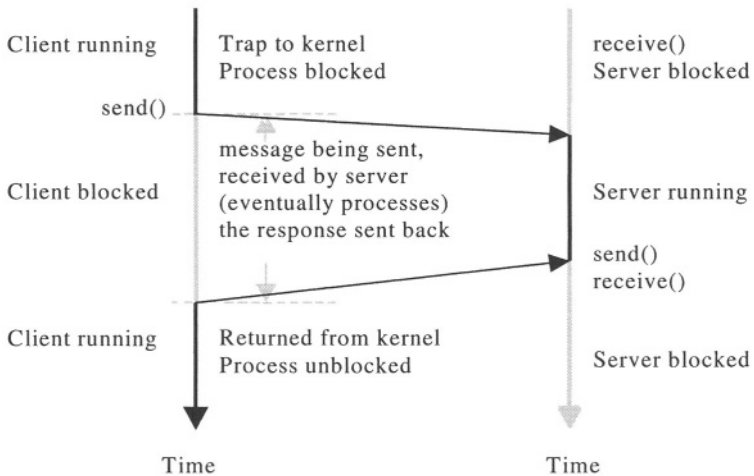 Client running
Trap to kernel
Process blocked
receive()
Server blocked
send()
message being sent,
received by server
(eventually processes)
the response sent back
Client blocked
Server running
send()
receive()
Client running
Returned from kernel
Process unblocked
Server blocked
Time
Time